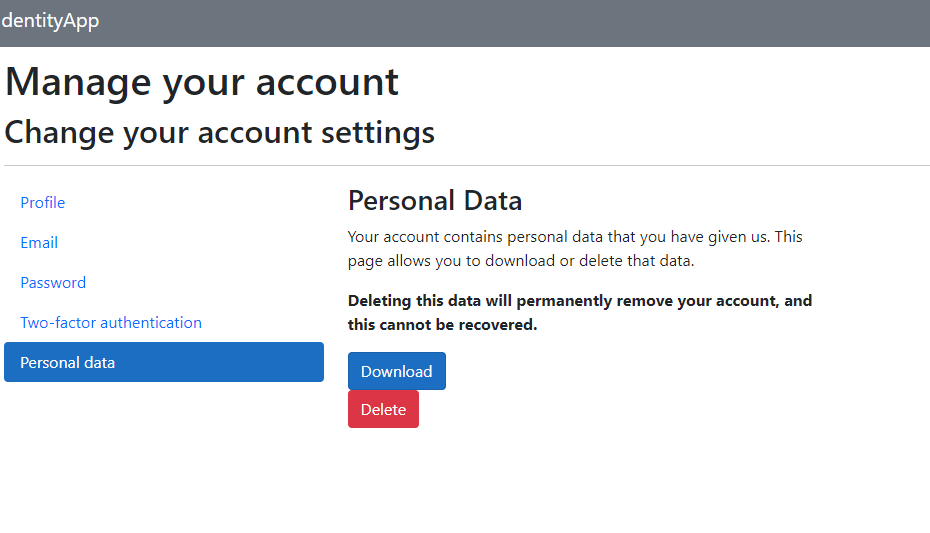 dentityApp
Manage your account
Change your account settings
Profile
Email
Password
Two-factor authentication
Personal data
Personal Data
Your account contains personal data that you have given us. This
page allows you to download or delete that data.
Deleting this data will permanently remove your account, and
this cannot be recovered.
Download
Delete